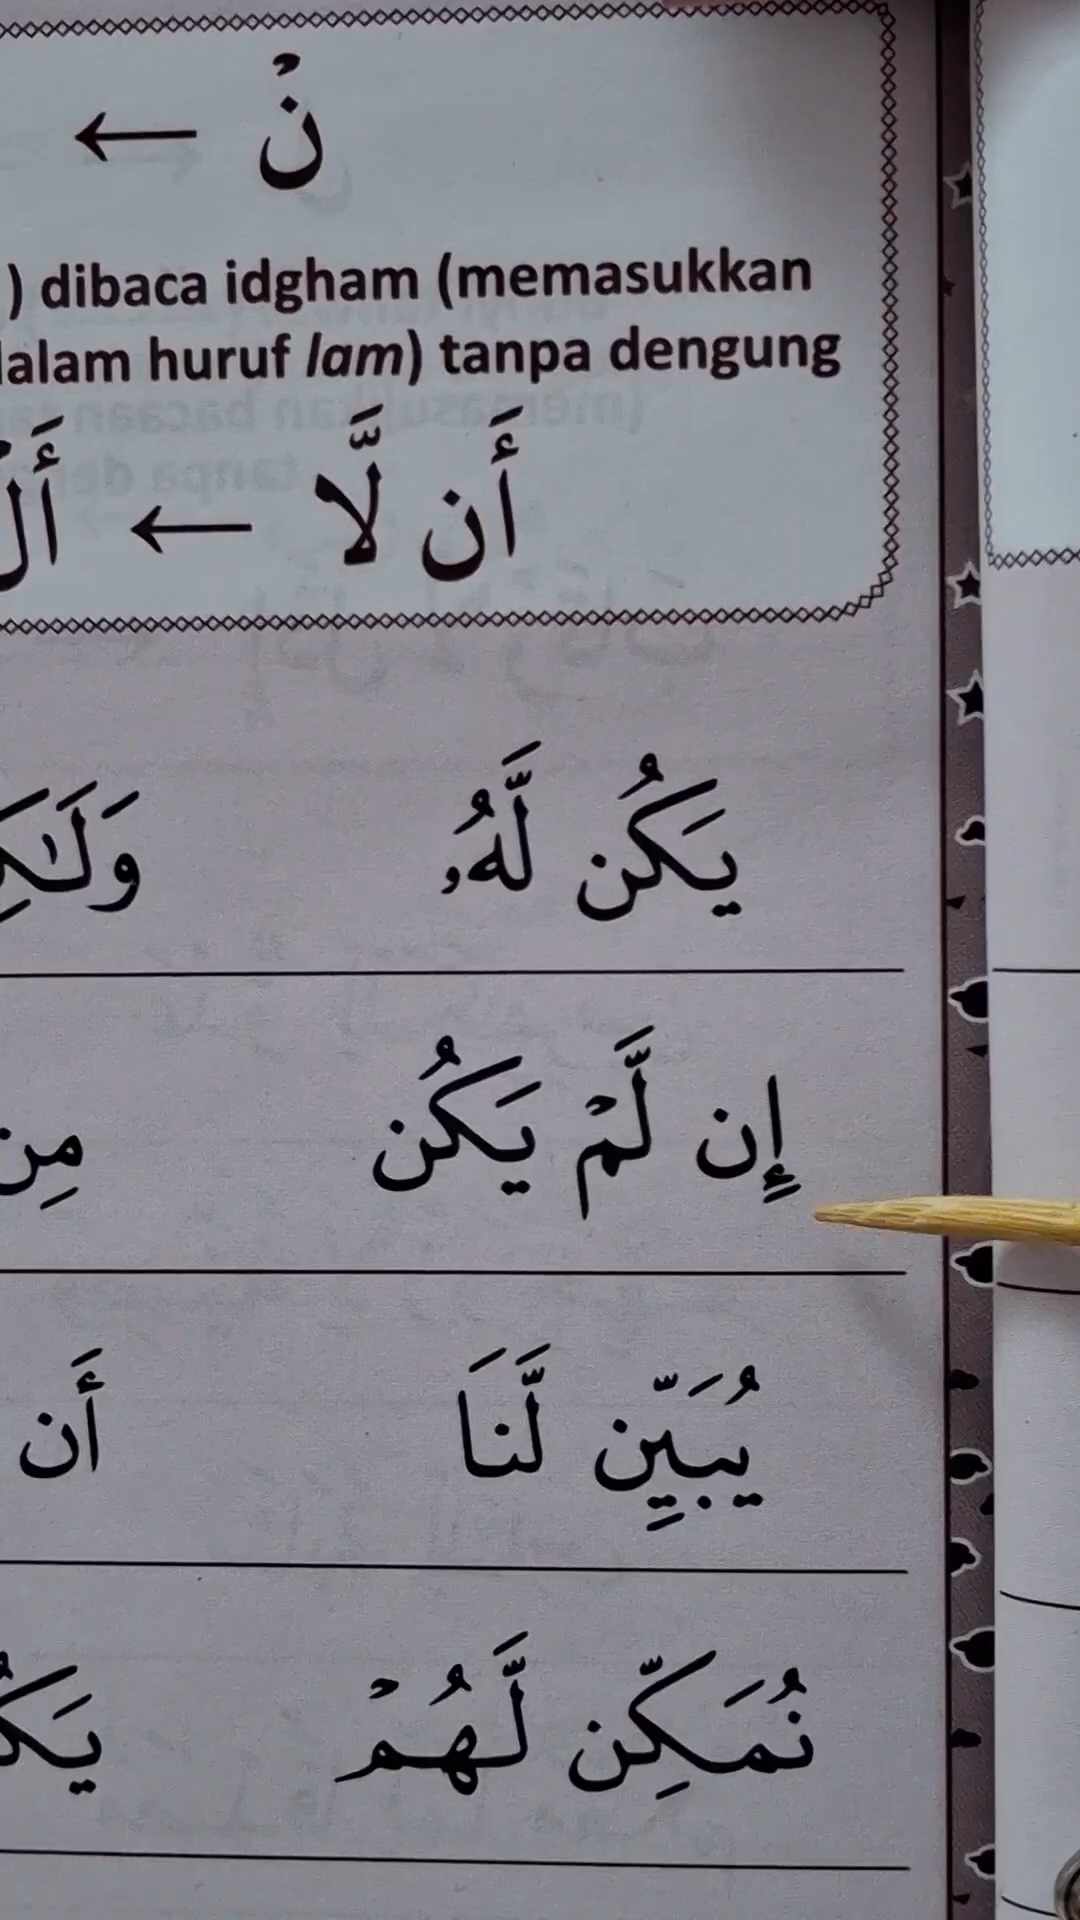 نْ ←
) dibaca idgham (memasukkan
dalam huruf lam) tanpa dengung
أَن لَّا ←
يَكُن لَّهُۥ
إِن لَّمْ يَكُن مِن
يُبَيِّن لَّنَا أَن
نُمَكِّن لَّهُمْ